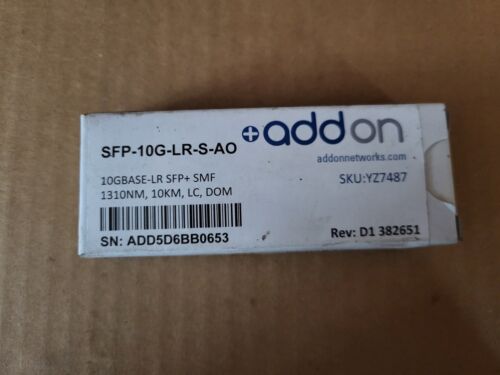 SFP-10G-LR-S-AO
addon
addonnetworks.com
10GBASE-LR SFP+ SMF
1310NM, 10KM, LC, DOM
SKU:YZ7487
SN: ADD5D6BB0653
Rev: D1 382651